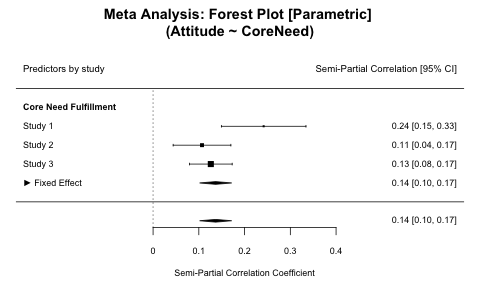 Meta Analysis: Forest Plot [Parametric]
(Attitude ~ CoreNeed)
Predictors by study Semi-Partial Correlation [95% CI]
Core Need Fulfillment
Study 1 0.24 [0.15, 0.33]
Study 2 0.11 [0.04, 0.17]
Study 3 0.13 [0.08, 0.17]
► Fixed Effect 0.14 [0.10, 0.17]
0.14 [0.10, 0.17]
0 0.1 0.2 0.3 0.4
Semi-Partial Correlation Coefficient